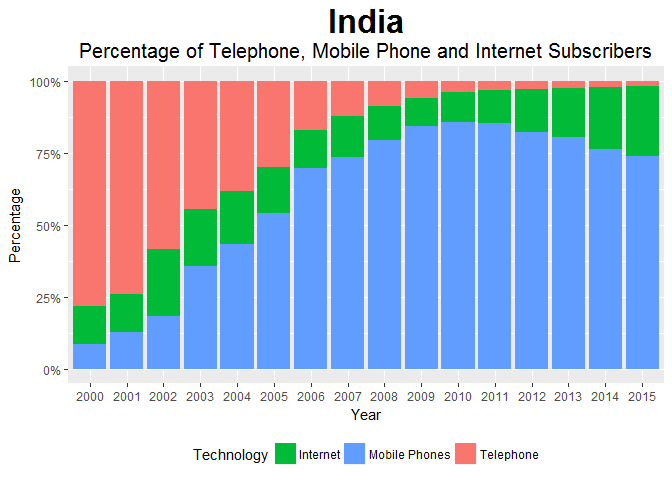 India
Percentage of Telephone, Mobile Phone and Internet Subscribers
100%
75%
50%
25%
0%
Percentage
2000 2001 2002 2003 2004 2005 2006 2007 2008 2009 2010 2011 2012 2013 2014 2015
Year
Technology Internet Mobile Phones Telephone